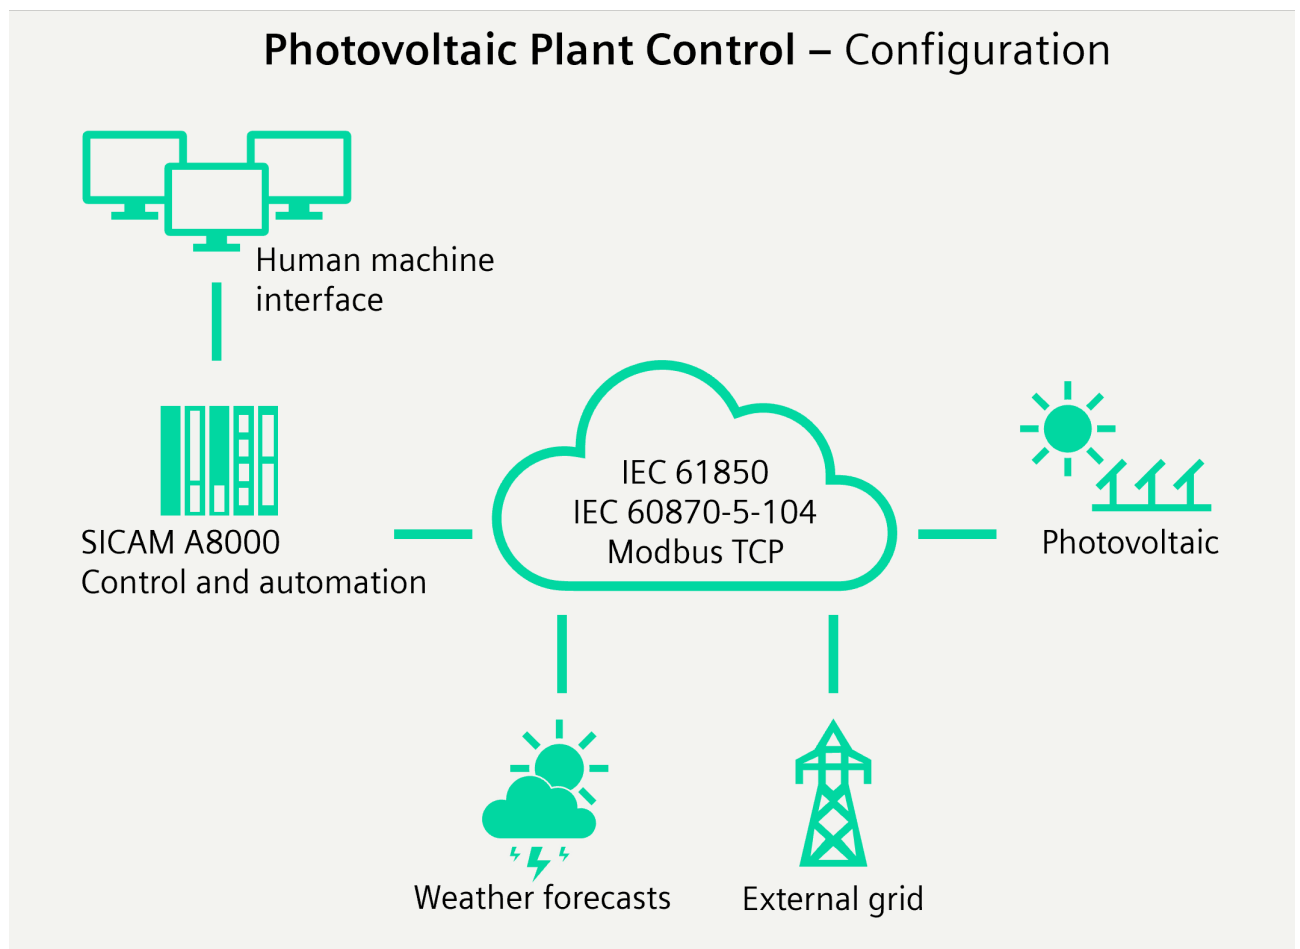 Photovoltaic Plant Control – Configuration
Human machine
interface
IEC 61850
IEC 60870-5-104
Modbus TCP
SICAM A8000
Control and automation
Photovoltaic
Weather forecasts
External grid